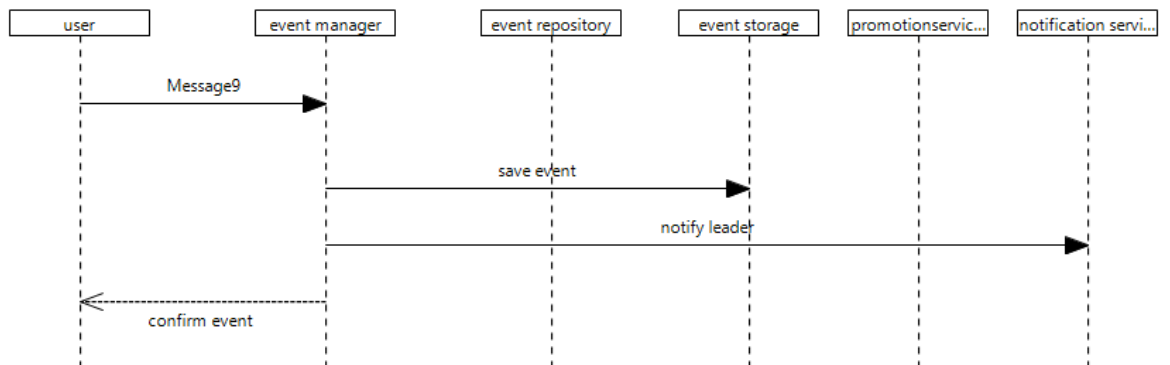 user
event manager
event repository
event storage
promotionservic...
notification servi...
Message9
save event
notify leader
confirm event